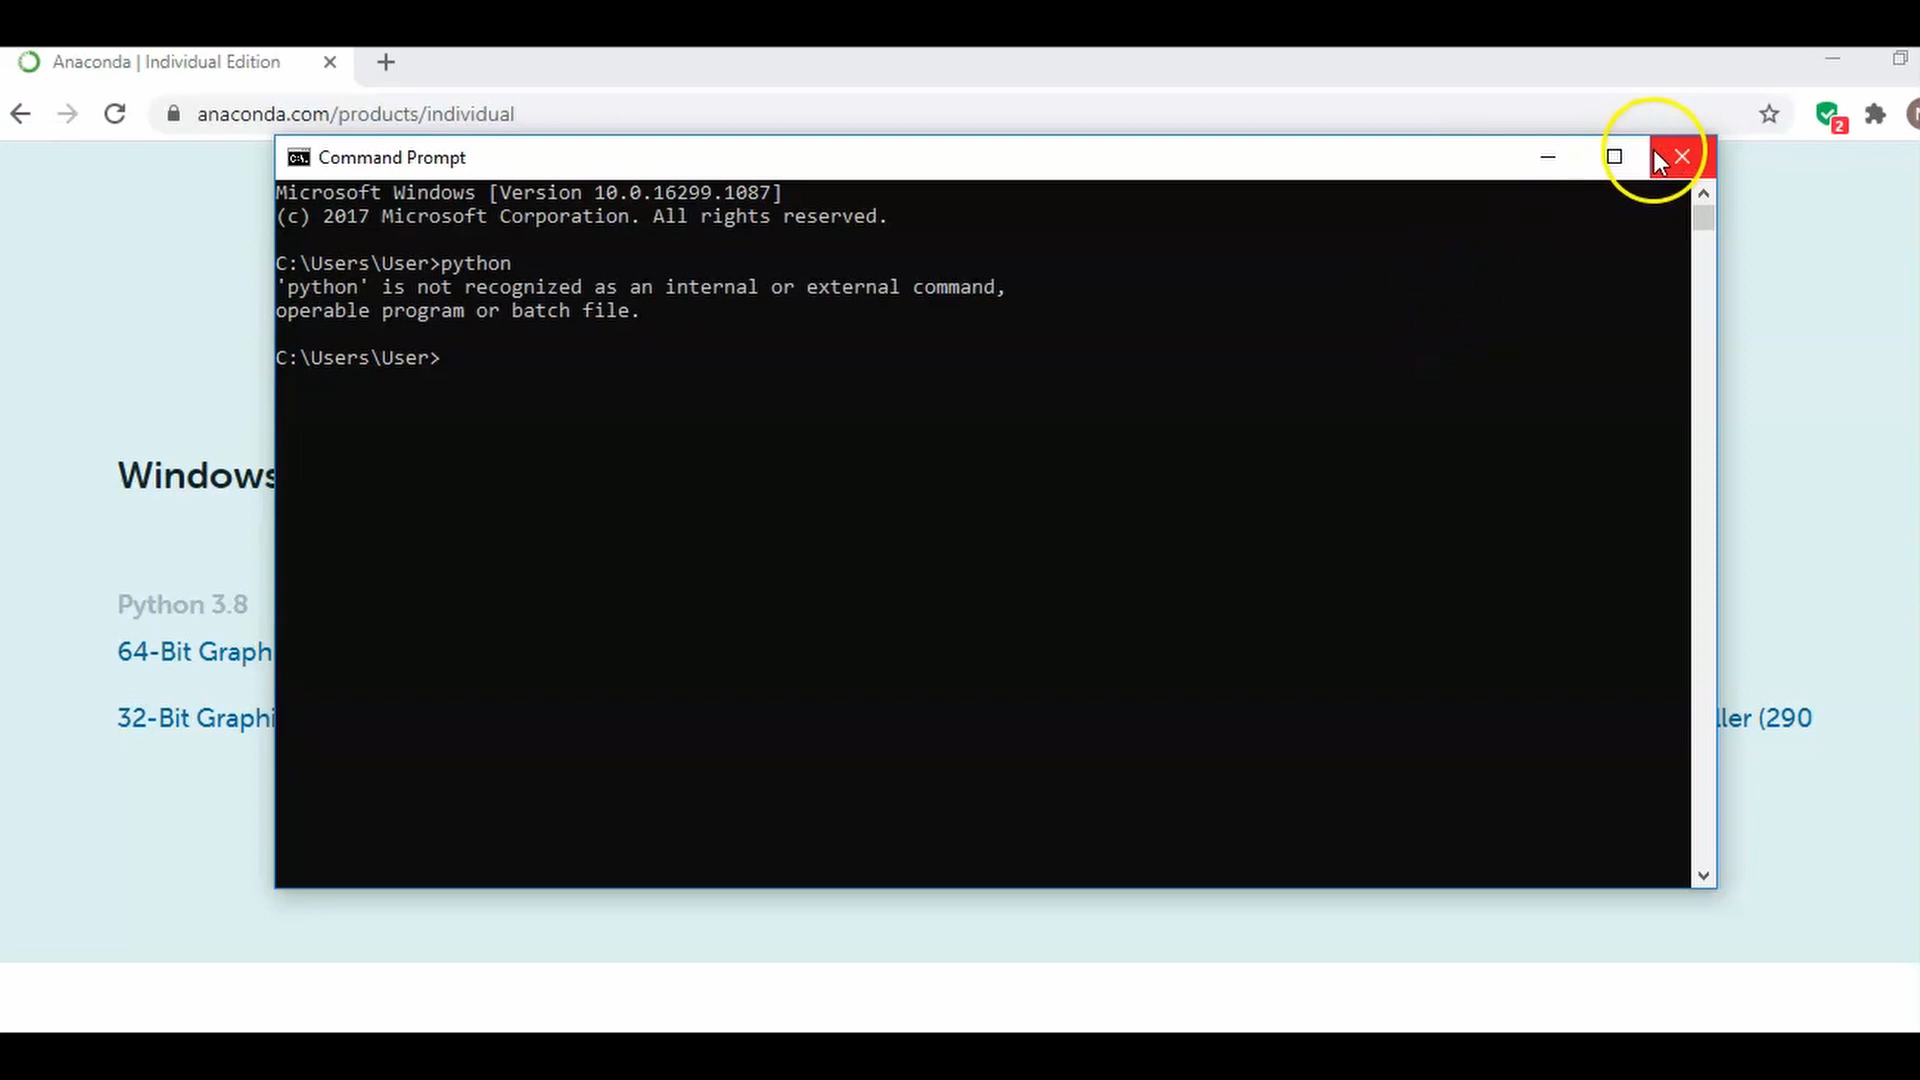 Anaconda | Individual Edition
anaconda.com/products/individual
2
Command Prompt
Microsoft Windows [Version 10.0.16299.1087]
(c) 2017 Microsoft Corporation. All rights reserved.
C:\Users\User>python
'python' is not recognized as an internal or external command,
operable program or batch file.
C:\Users\User>
Windows
Python 3.8
64-Bit Graph
32-Bit Graphi
ller (290